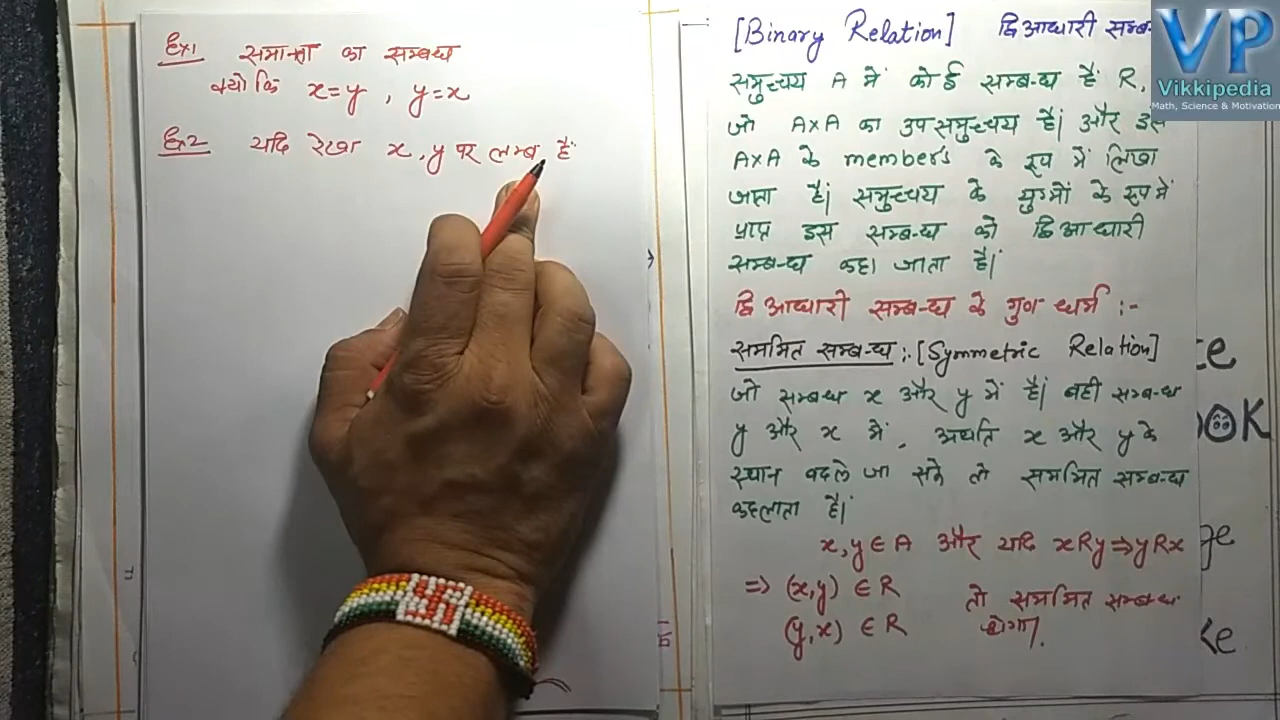 Ex1 समानता का सम्बन्ध
क्यो कि x=y , y=x
Ex2 यदि रेखा x , y पर लम्ब है
[Binary Relation] द्विआधारी सम्ब-
समुच्चय A में कोई सम्बन्ध हैं R,
जो A×A का उपसमुच्चय है। और इसे
A×A के members के रूप में लिखा
जाता है। समुच्चय के युग्मों के रूप में
प्राप्त इस सम्बन्ध को द्विआधारी
सम्बन्ध कहा जाता है।
द्विआधारी सम्बन्ध के गुण धर्म :-
सममित सम्बन्ध :. [Symmetric Relation]
जो सम्बन्ध x और y में है। वही सम्बन्ध
y और x में , अर्थात x और y के
स्थान बदले जा सके तो सममित सम्बन्ध
कहलाता है।
x, y ∈ A और यदि xRy ⇒ yRx
=> (x,y) ∈ R तो सममित सम्बन्ध
(y,x) ∈ R होगा।
VP
Vikkipedia
Math, Science & Motivation